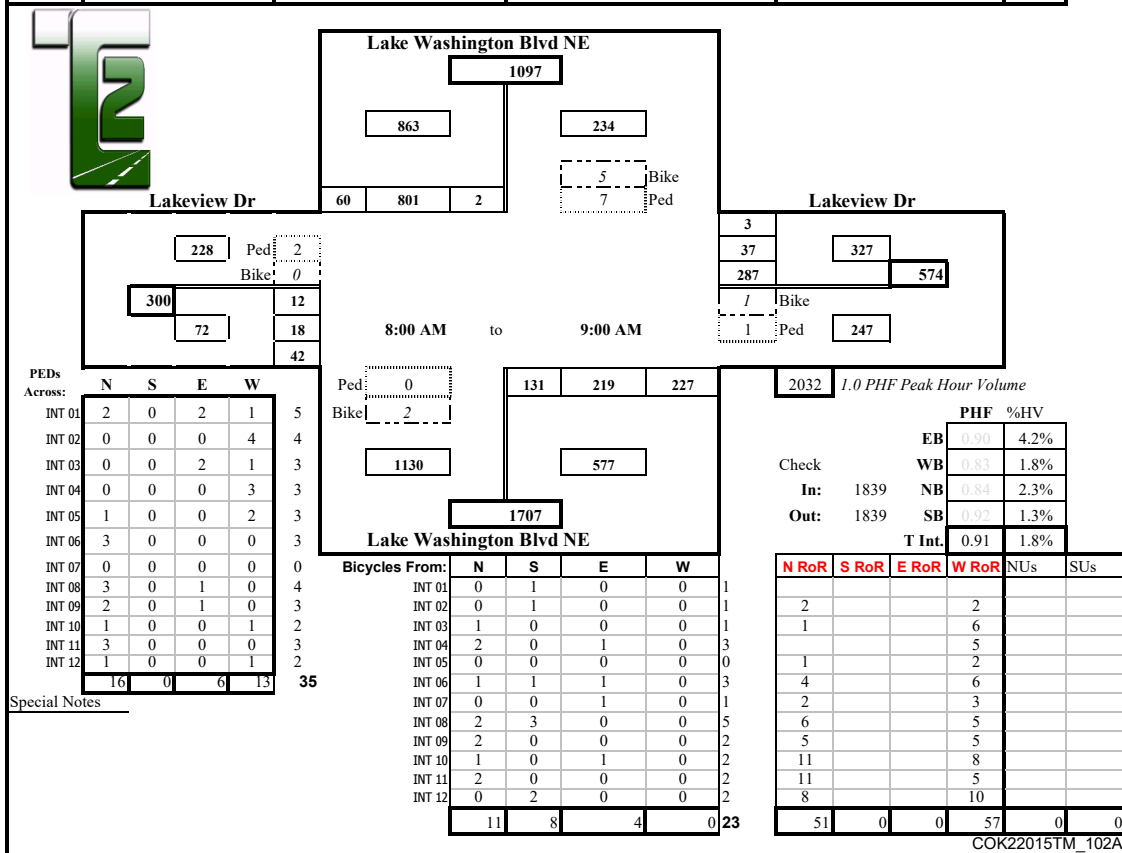 T2
Lake Washington Blvd NE
1097
863 234
5 Bike
7 Ped
Lakeview Dr 60 801 2 Lakeview Dr
3
228 Ped 2 37 327
Bike 0 287 574
300 12 1 Bike
72 18 8:00 AM to 9:00 AM 1 Ped 247
42
Ped 0 131 219 227 2032 1.0 PHF Peak Hour Volume
Bike 2
1130 577
1707
Lake Washington Blvd NE
PHF %HV
EB 0.90 4.2%
Check WB 0.83 1.8%
In: 1839 NB 0.84 2.3%
Out: 1839 SB 0.92 1.3%
T Int. 0.91 1.8%
PEDs
Across: N S E W
INT 01 2 0 2 1 5
INT 02 0 0 0 4 4
INT 03 0 0 2 1 3
INT 04 0 0 0 3 3
INT 05 1 0 0 2 3
INT 06 3 0 0 0 3
INT 07 0 0 0 0 0
INT 08 3 0 1 0 4
INT 09 2 0 1 0 3
INT 10 1 0 0 1 2
INT 11 3 0 0 0 3
INT 12 1 0 0 1 2
16 0 6 13 35
Special Notes
Bicycles From: N S E W
INT 01 0 1 0 0 1
INT 02 0 1 0 0 1
INT 03 1 0 0 0 1
INT 04 2 0 1 0 3
INT 05 0 0 0 0 0
INT 06 1 1 1 0 3
INT 07 0 0 1 0 1
INT 08 2 3 0 0 5
INT 09 2 0 0 0 2
INT 10 1 0 1 0 2
INT 11 2 0 0 0 2
INT 12 0 2 0 0 2
11 8 4 0 23
N RoR S RoR E RoR W RoR NUs SUs
2 2
1 6
5
1 2
4 6
2 3
6 5
5 5
11 8
11 5
8 10
51 0 0 57 0 0
COK22015TM_102A